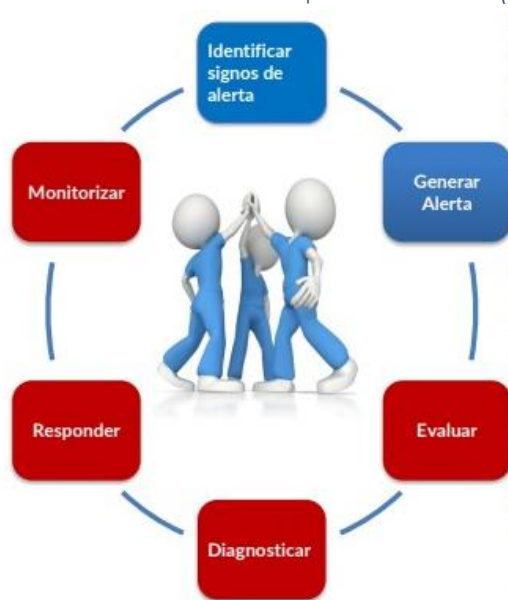 Identificar
signos de
alerta
Generar
Alerta
Evaluar
Diagnosticar
Responder
Monitorizar